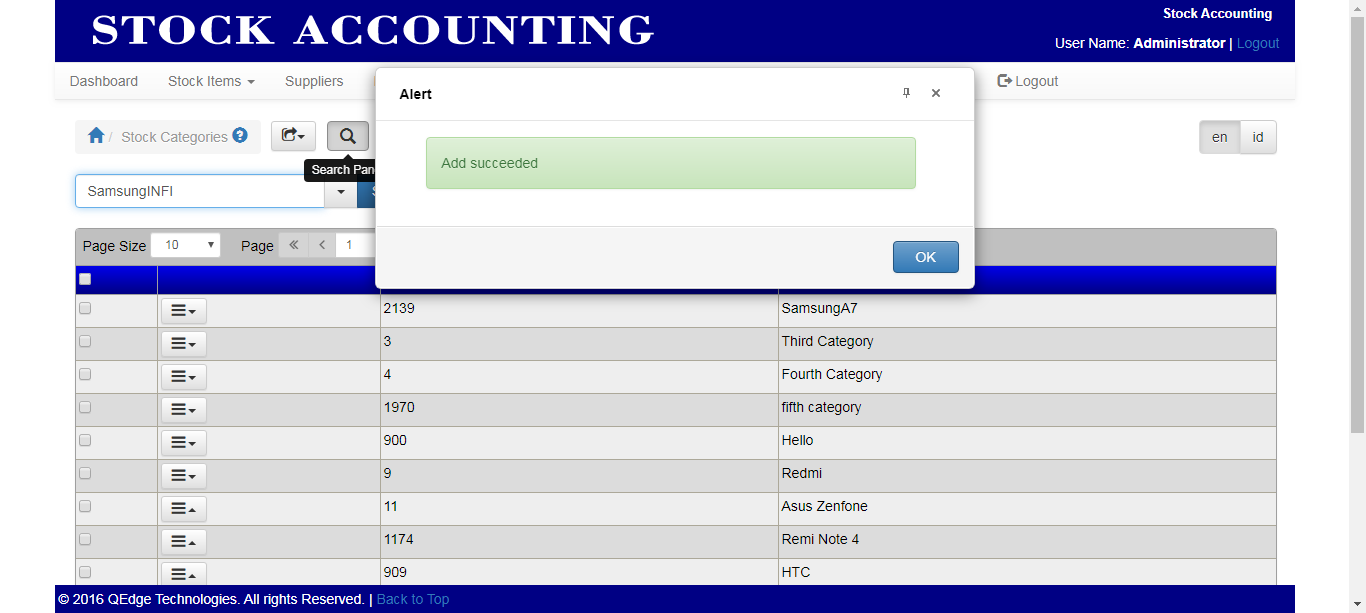 STOCK ACCOUNTING
Stock Accounting
User Name: Administrator | Logout
Dashboard Stock Items Suppliers Logout
Alert
/ Stock Categories
en id
Add succeeded
Search Pan
SamsungINFI
Page Size 10 Page 1
OK
2139 SamsungA7
3 Third Category
4 Fourth Category
1970 fifth category
900 Hello
9 Redmi
11 Asus Zenfone
1174 Remi Note 4
909 HTC
© 2016 QEdge Technologies. All rights Reserved. | Back to Top